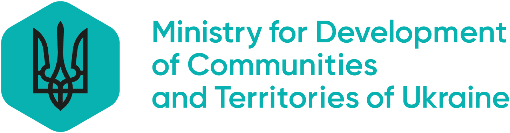 Ministry for Development
of Communities
and Territories of Ukraine